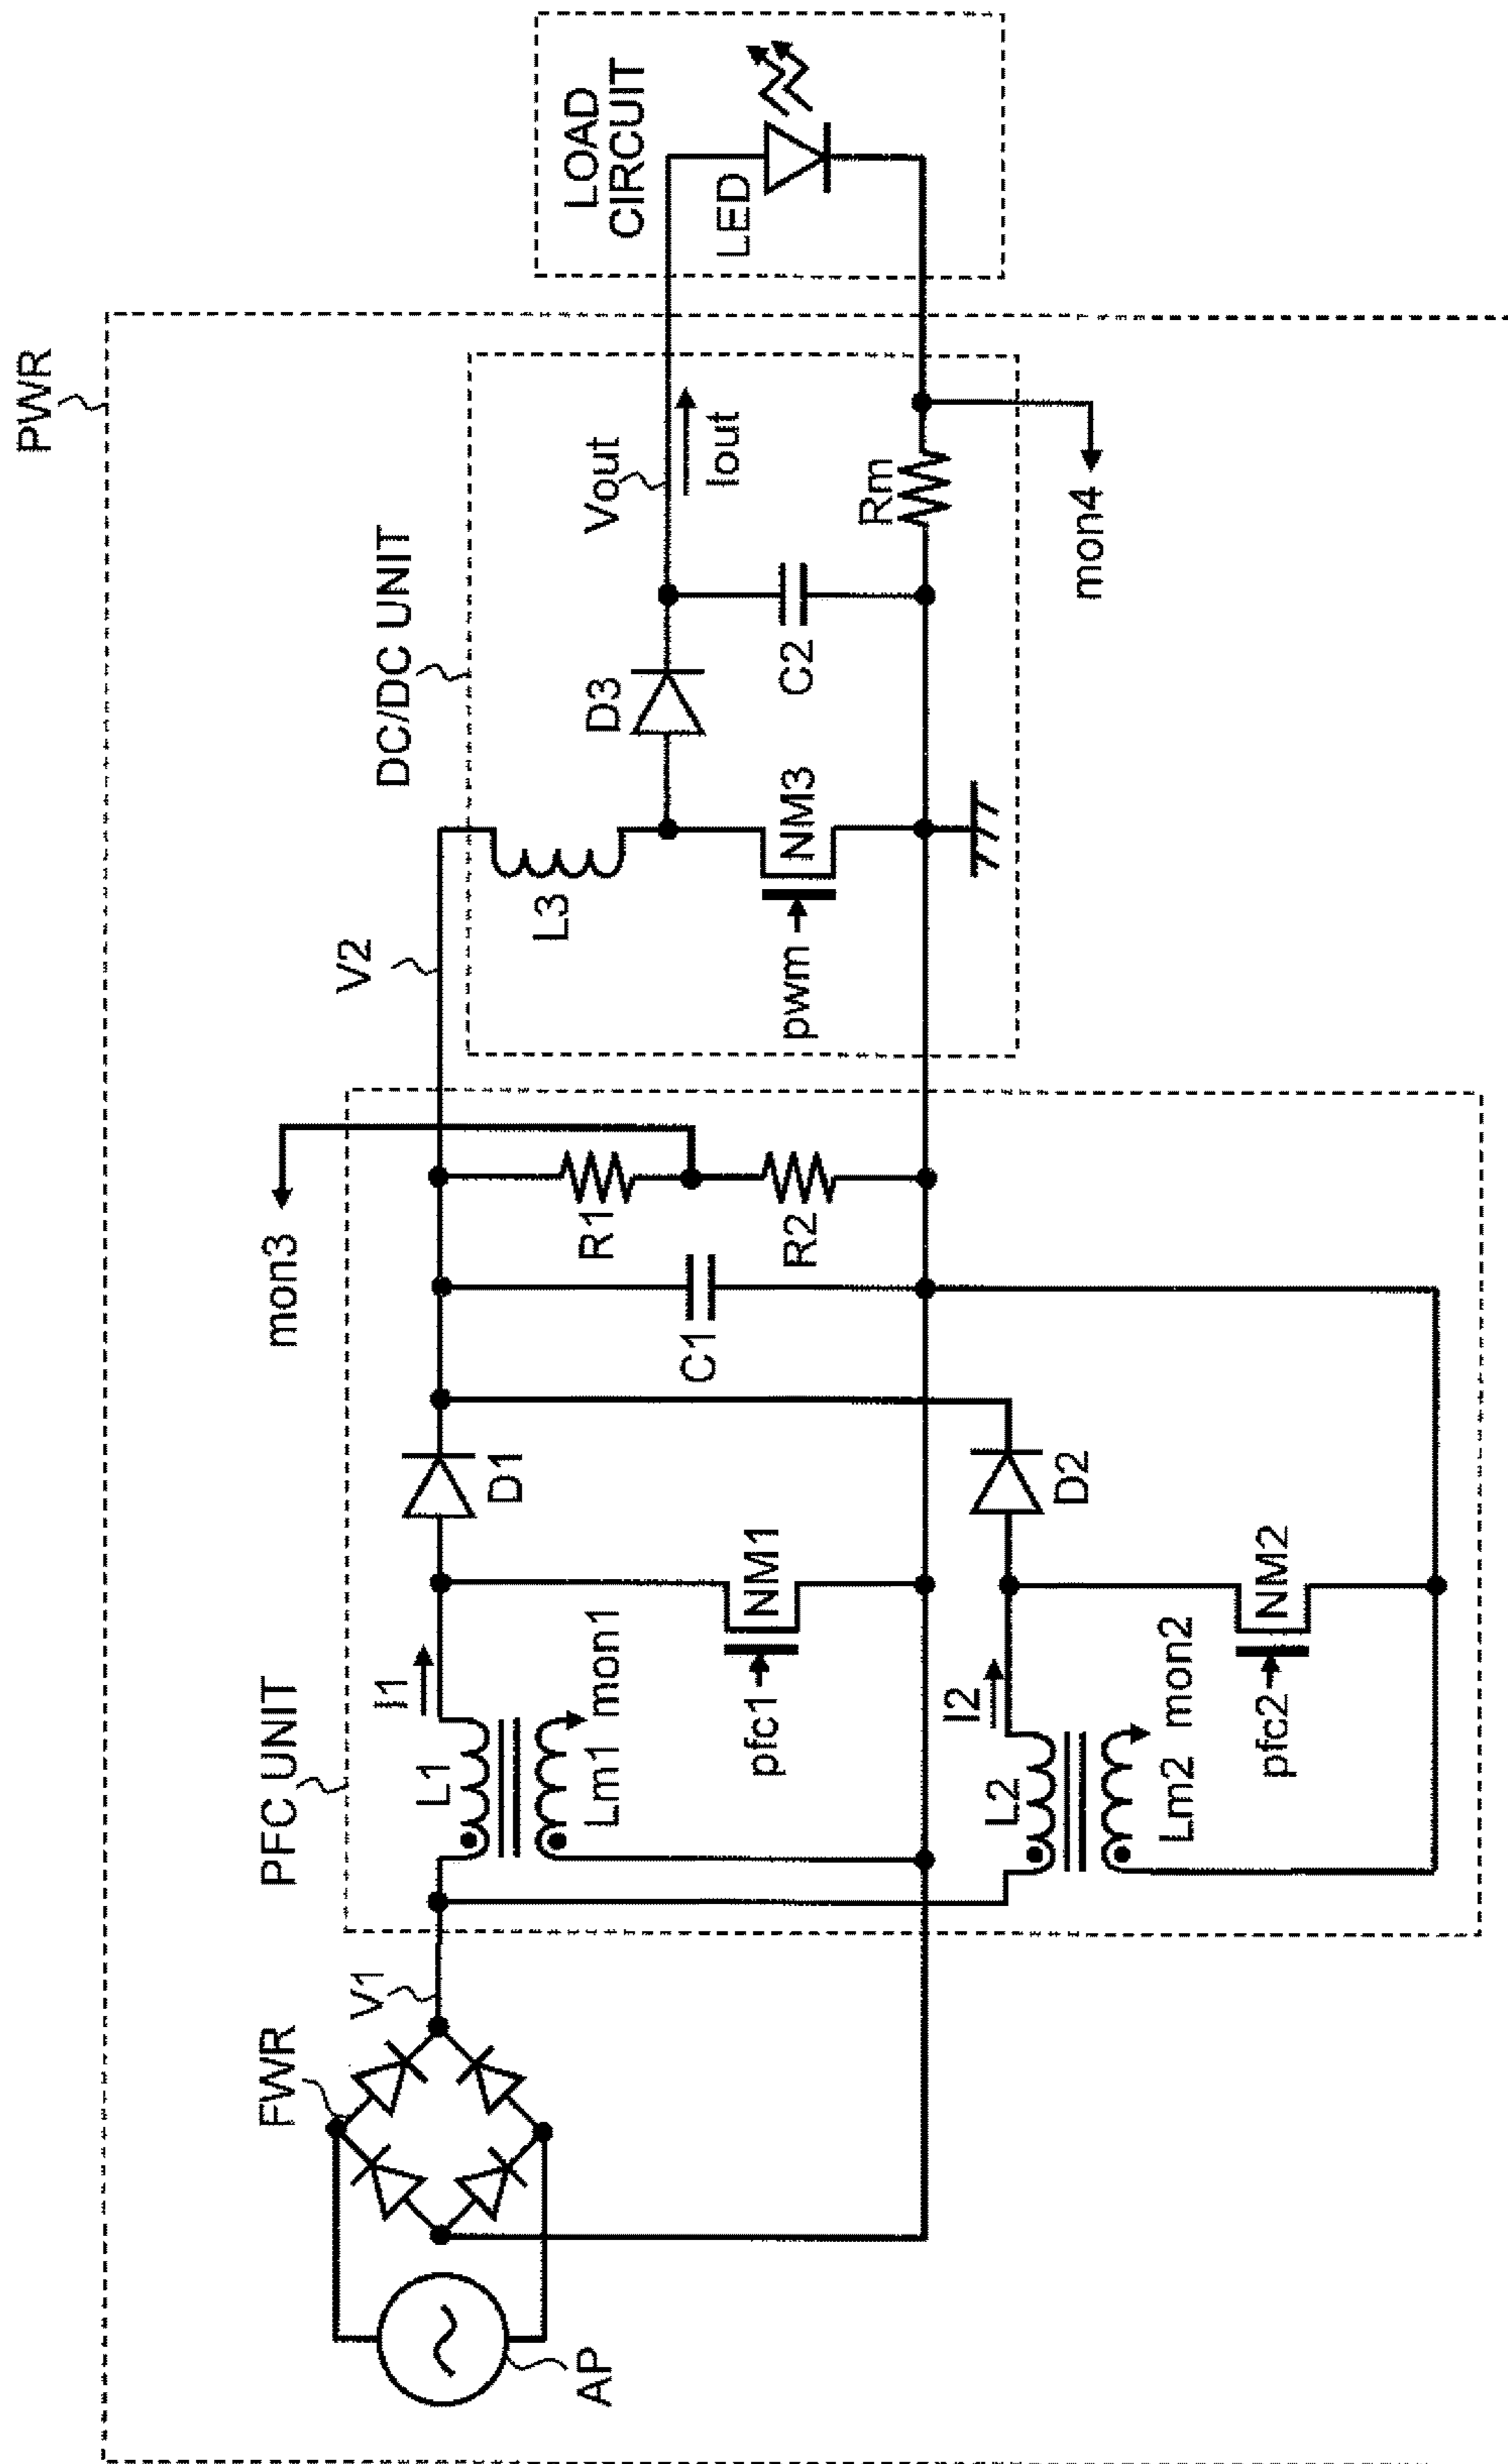 PWR
FWR
V1
AP
PFC UNIT
L1
I1
Lm1
mon1
D1
pfc1
NM1
L2
I2
Lm2
mon2
D2
pfc2
NM2
C1
mon3
R1
R2
V2
DC/DC UNIT
L3
pwm
NM3
D3
C2
Vout
Iout
Rm
mon4
LOAD
CIRCUIT
LED